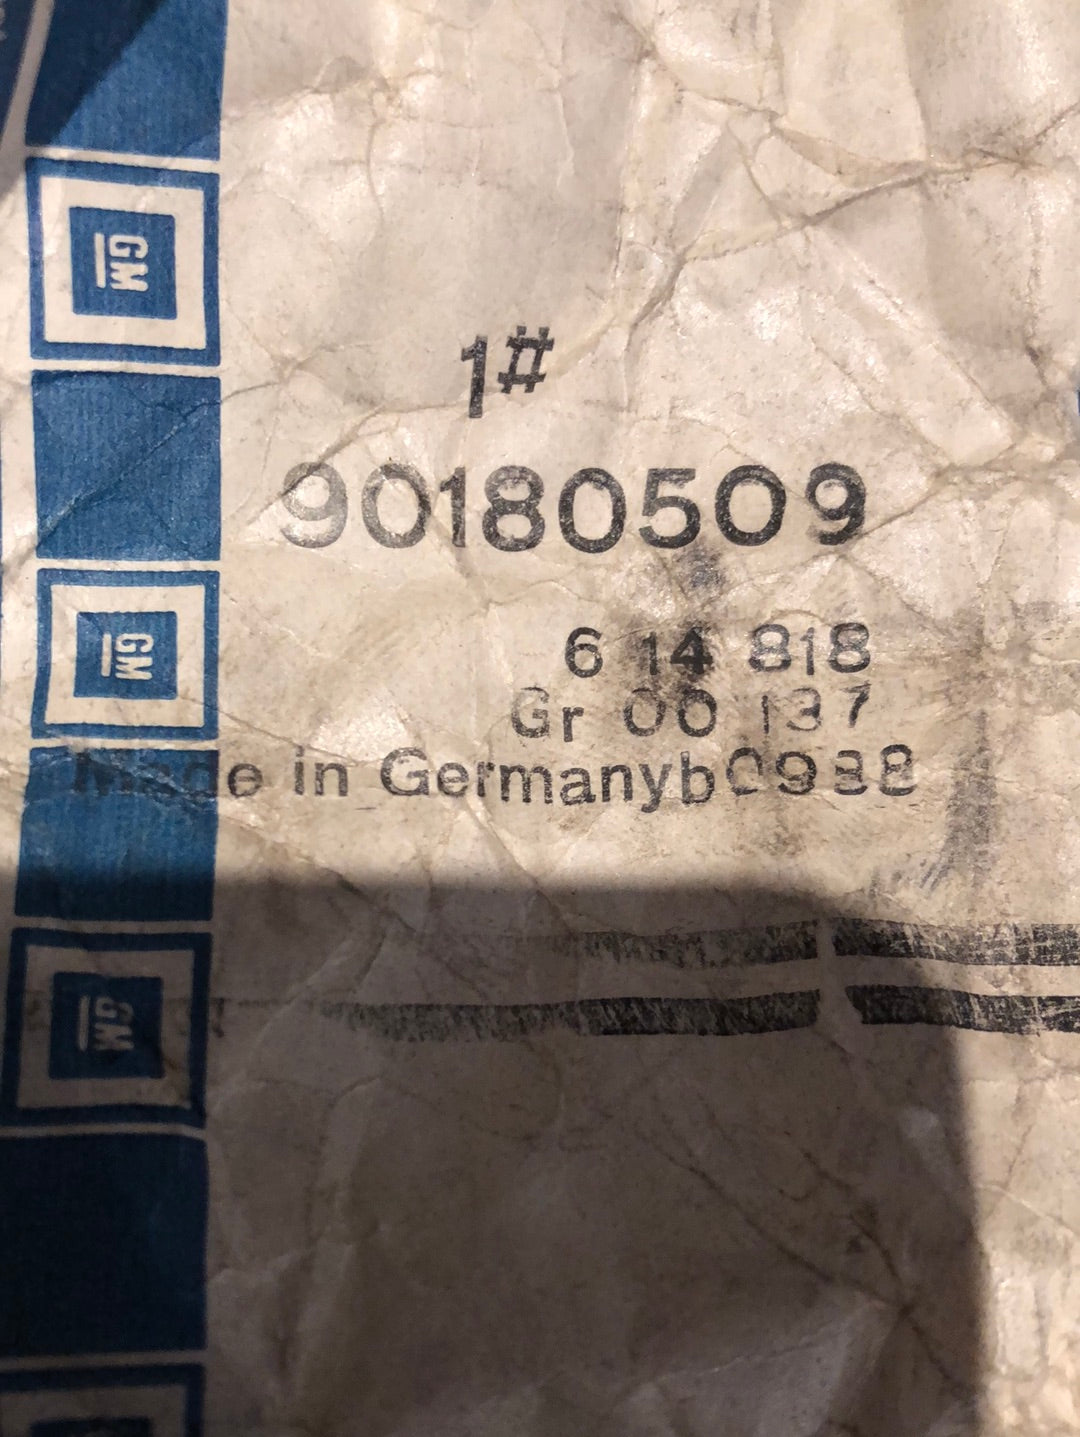 GM
1#
90180509
GM
6 14 818
Gr 00 137
Made in Germanyb0988
GM